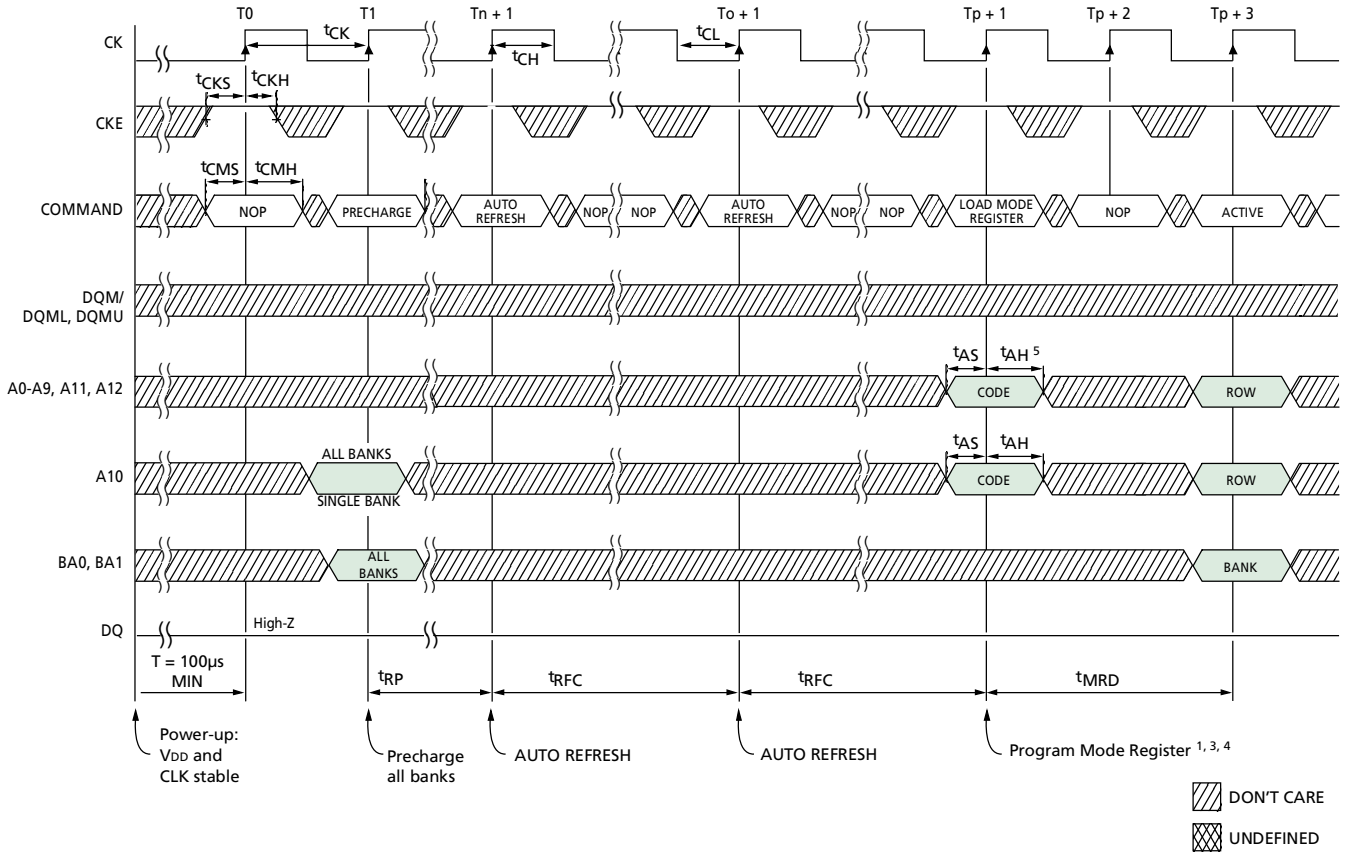 T0 T1 Tn + 1 To + 1 Tp + 1 Tp + 2 Tp + 3
CK tCK tCH tCL
tCKS tCKH
CKE
tCMS tCMH
COMMAND NOP PRECHARGE AUTO REFRESH NOP NOP AUTO REFRESH NOP NOP LOAD MODE REGISTER NOP ACTIVE
DQM/
DQML, DQMU
tAS tAH 5
A0-A9, A11, A12 CODE ROW
ALL BANKS tAS tAH
A10 CODE ROW
SINGLE BANK
BA0, BA1 ALL BANKS BANK
DQ High-Z
T = 100µs
MIN tRP tRFC tRFC tMRD
Power-up:
VDD and
CLK stable
Precharge
all banks
AUTO REFRESH
AUTO REFRESH
Program Mode Register 1, 3, 4
DON'T CARE
UNDEFINED